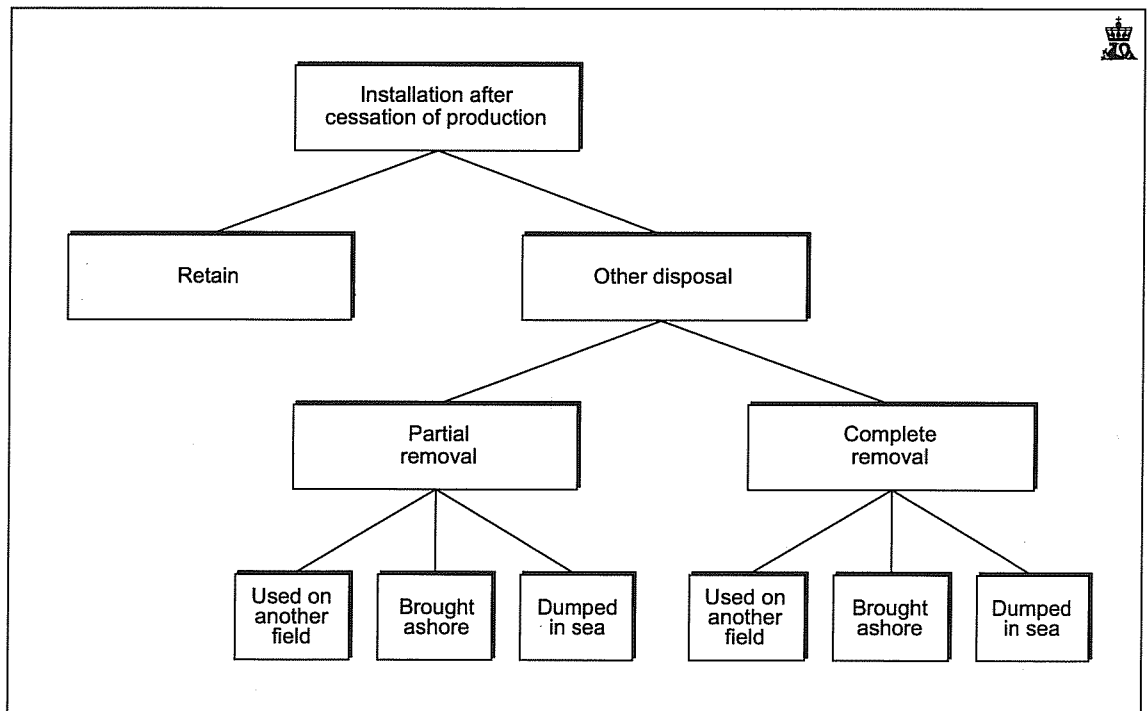 Installation after
cessation of production
Retain
Other disposal
Partial
removal
Complete
removal
Used on
another
field
Brought
ashore
Dumped
in sea
Used on
another
field
Brought
ashore
Dumped
in sea